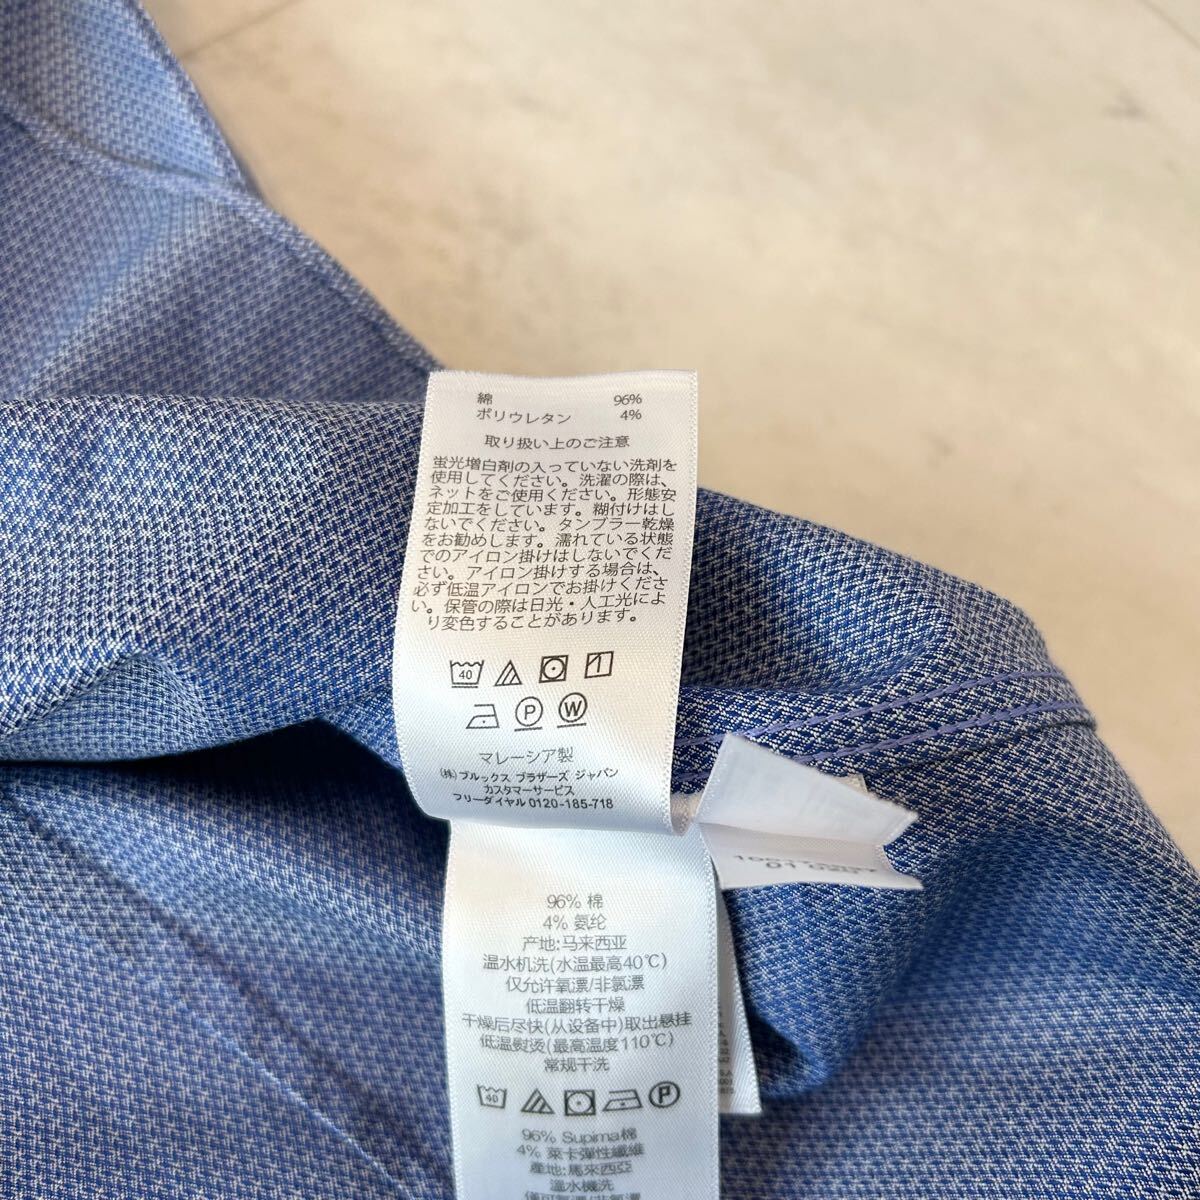 綿 96%
ポリウレタン 4%
取り扱い上のご注意
蛍光増白剤の入っていない洗剤を
使用してください。洗濯の際は、
ネットをご使用ください。形態安
定加工をしています。糊付けはし
ないでください。タンブラー乾燥
をお勧めします。濡れている状態
でのアイロン掛けはしないでくだ
さい。アイロン掛けする場合は、
必ず低温アイロンでお掛けくださ
い。保管の際は日光・人工光によ
り変色することがあります。
40
P W
マレーシア製
(株)ブルックス ブラザーズ ジャパン
カスタマーサービス
フリーダイヤル0120-185-718
96% 棉
4% 氨纶
产地:马来西亚
温水机洗(水温最高40℃)
仅允许氧漂/非氯漂
低温翻转干燥
干燥后尽快(从设备中)取出悬挂
低温熨烫(最高温度110℃)
常规干洗
40 P
96% Supima棉
4% 萊卡彈性纖維
產地:馬來西亞
溫水機洗
僅可氧漂/非氯漂